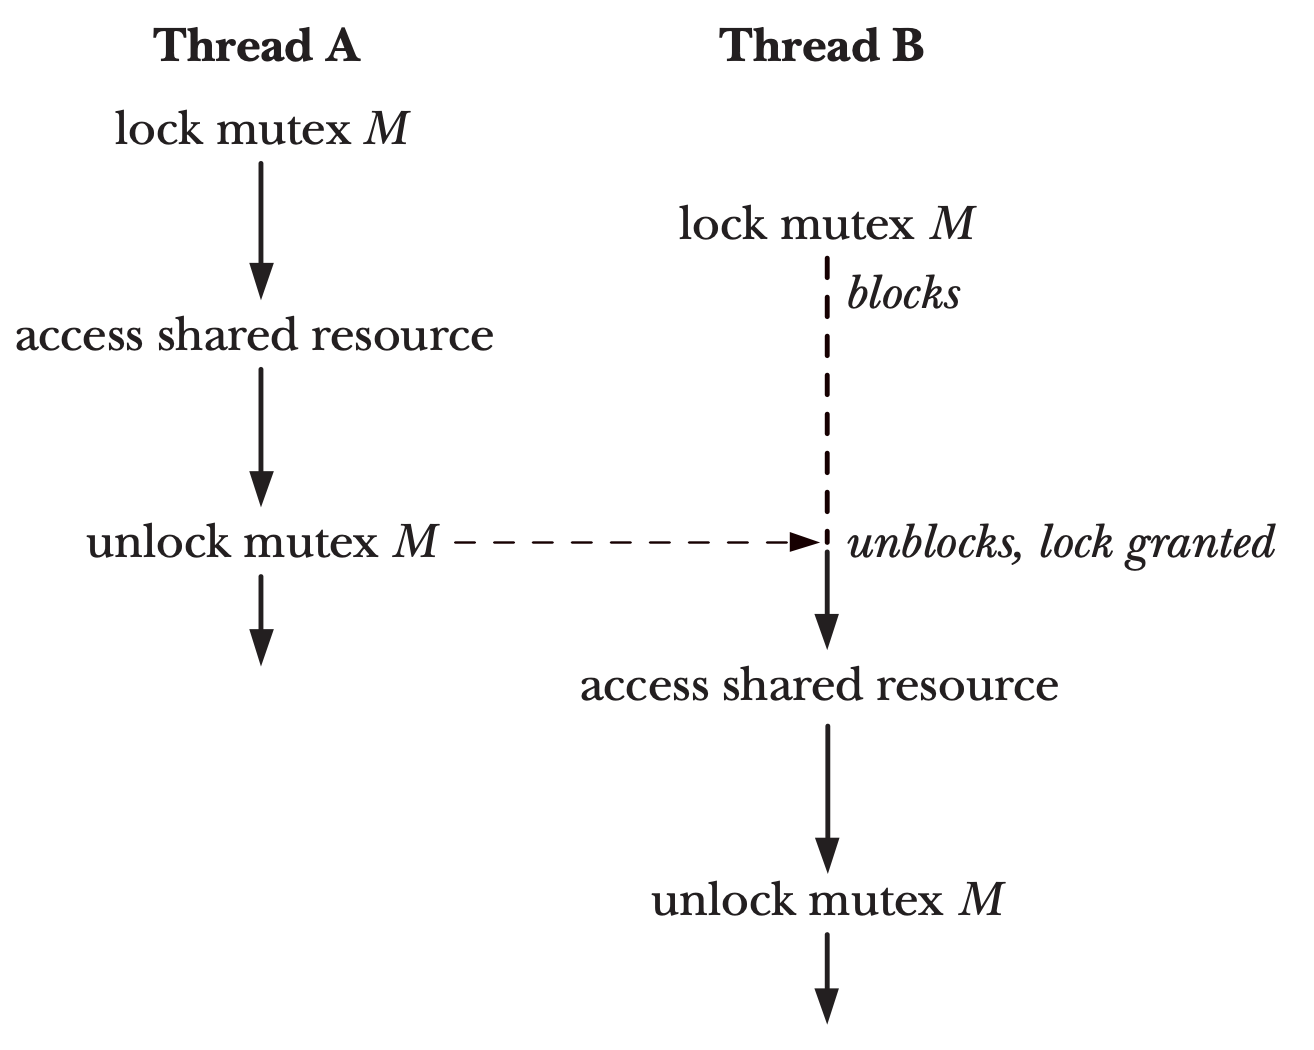 Thread A
Thread B
lock mutex M
lock mutex M
blocks
access shared resource
unlock mutex M
unblocks, lock granted
access shared resource
unlock mutex M